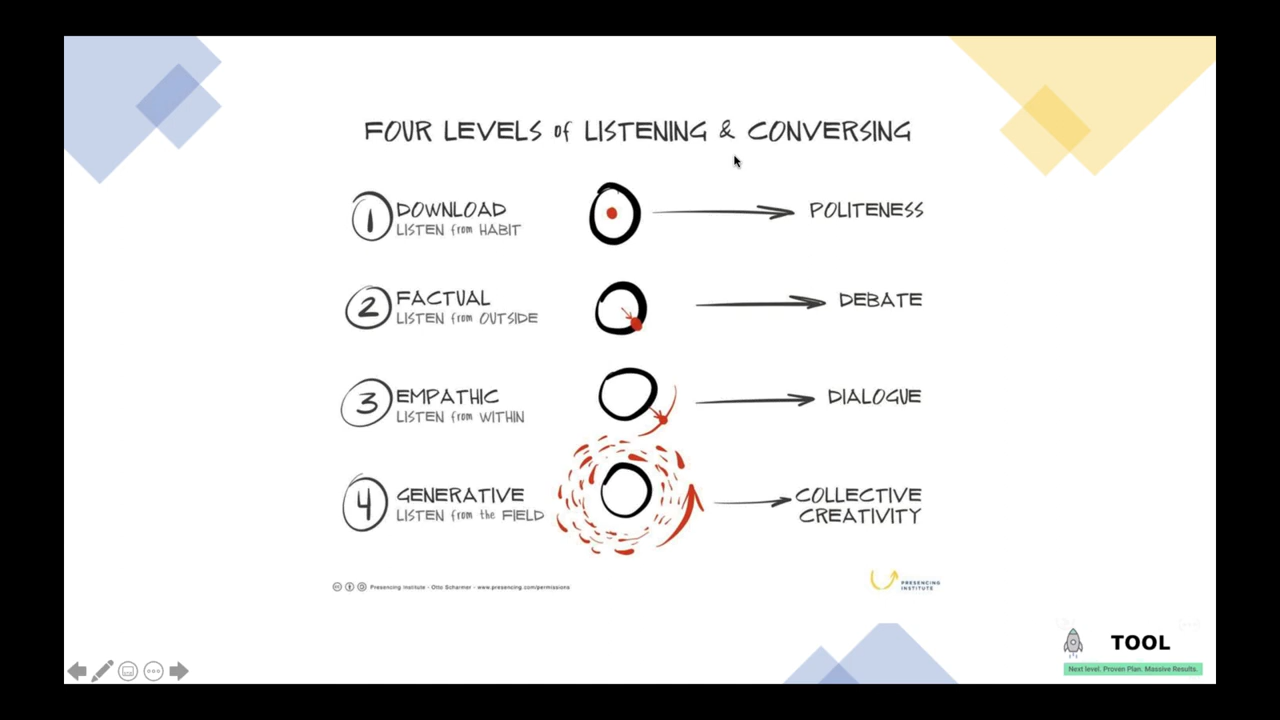 FOUR LEVELS of LISTENING & CONVERSING
1 DOWNLOAD
LISTEN from HABIT
POLITENESS
2 FACTUAL
LISTEN from OUTSIDE
DEBATE
3 EMPATHIC
LISTEN from WITHIN
DIALOGUE
4 GENERATIVE
LISTEN from the FIELD
COLLECTIVE
CREATIVITY
Presencing Institute - Otto Scharmer - www.presencing.com/permissions
PRESENCING
INSTITUTE
TOOL
Next level. Proven Plan. Massive Results.